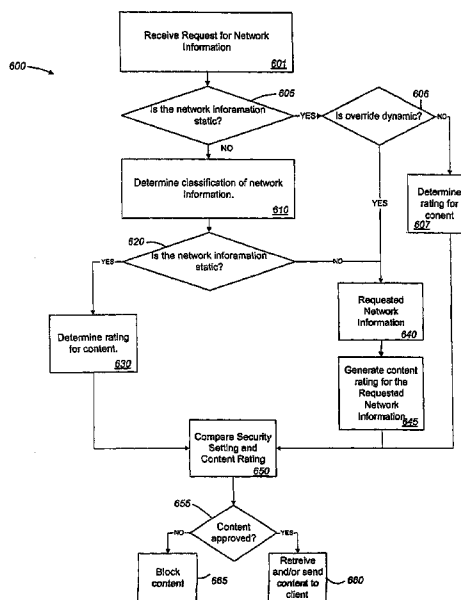 Receive Request for Network
Information
601
600
605
Is the network inforamation
static?
YES
606
Is override dynamic?
NO
NO
Determine classification of network
Information.
610
YES
Determine
rating for
conent
607
620
Is the network inforamation
static?
YES
NO
Determine rating
for content.
630
Requested
Network
Information
640
Generate content
rating for the
Requested
Network
Information
645
Compare Security
Setting and
Content Rating
650
655
Content
approved?
NO
YES
Block
content
665
Retreive
and/or send
content to
client
660